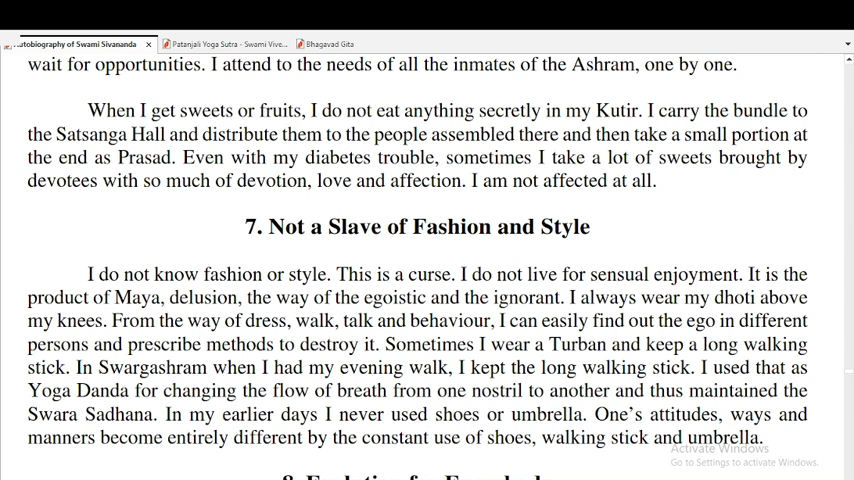 Autobiography of Swami Sivananda × Patanjali Yoga Sutra - Swami Vive... Bhagavad Gita
wait for opportunities. I attend to the needs of all the inmates of the Ashram, one by one.
When I get sweets or fruits, I do not eat anything secretly in my Kutir. I carry the bundle to
the Satsanga Hall and distribute them to the people assembled there and then take a small portion at
the end as Prasad. Even with my diabetes trouble, sometimes I take a lot of sweets brought by
devotees with so much of devotion, love and affection. I am not affected at all.
7. Not a Slave of Fashion and Style
I do not know fashion or style. This is a curse. I do not live for sensual enjoyment. It is the
product of Maya, delusion, the way of the egoistic and the ignorant. I always wear my dhoti above
my knees. From the way of dress, walk, talk and behaviour, I can easily find out the ego in different
persons and prescribe methods to destroy it. Sometimes I wear a Turban and keep a long walking
stick. In Swargashram when I had my evening walk, I kept the long walking stick. I used that as
Yoga Danda for changing the flow of breath from one nostril to another and thus maintained the
Swara Sadhana. In my earlier days I never used shoes or umbrella. One’s attitudes, ways and
manners become entirely different by the constant use of shoes, walking stick and umbrella.
Activate Windows
Go to Settings to activate Windows.